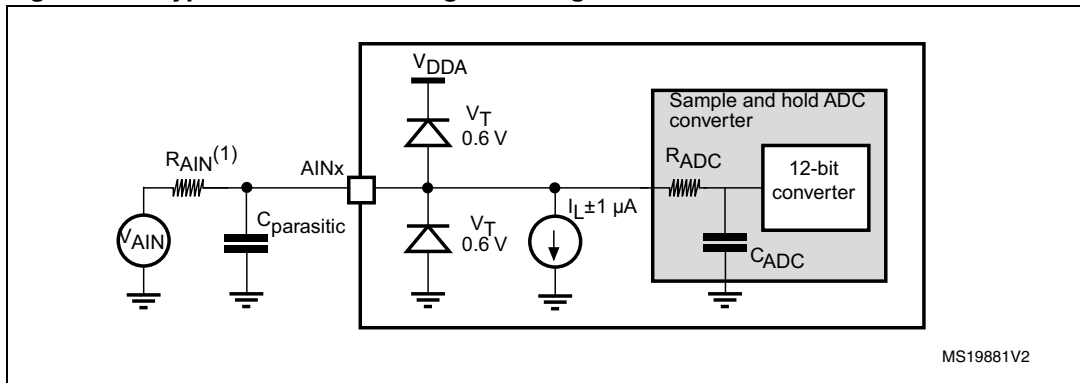 V_DDA
Sample and hold ADC
converter
V_T
0.6 V
R_AIN^(1)
AINx
R_ADC
12-bit
converter
I_L±1 µA
C_parasitic
V_T
0.6 V
V_AIN
C_ADC
MS19881V2